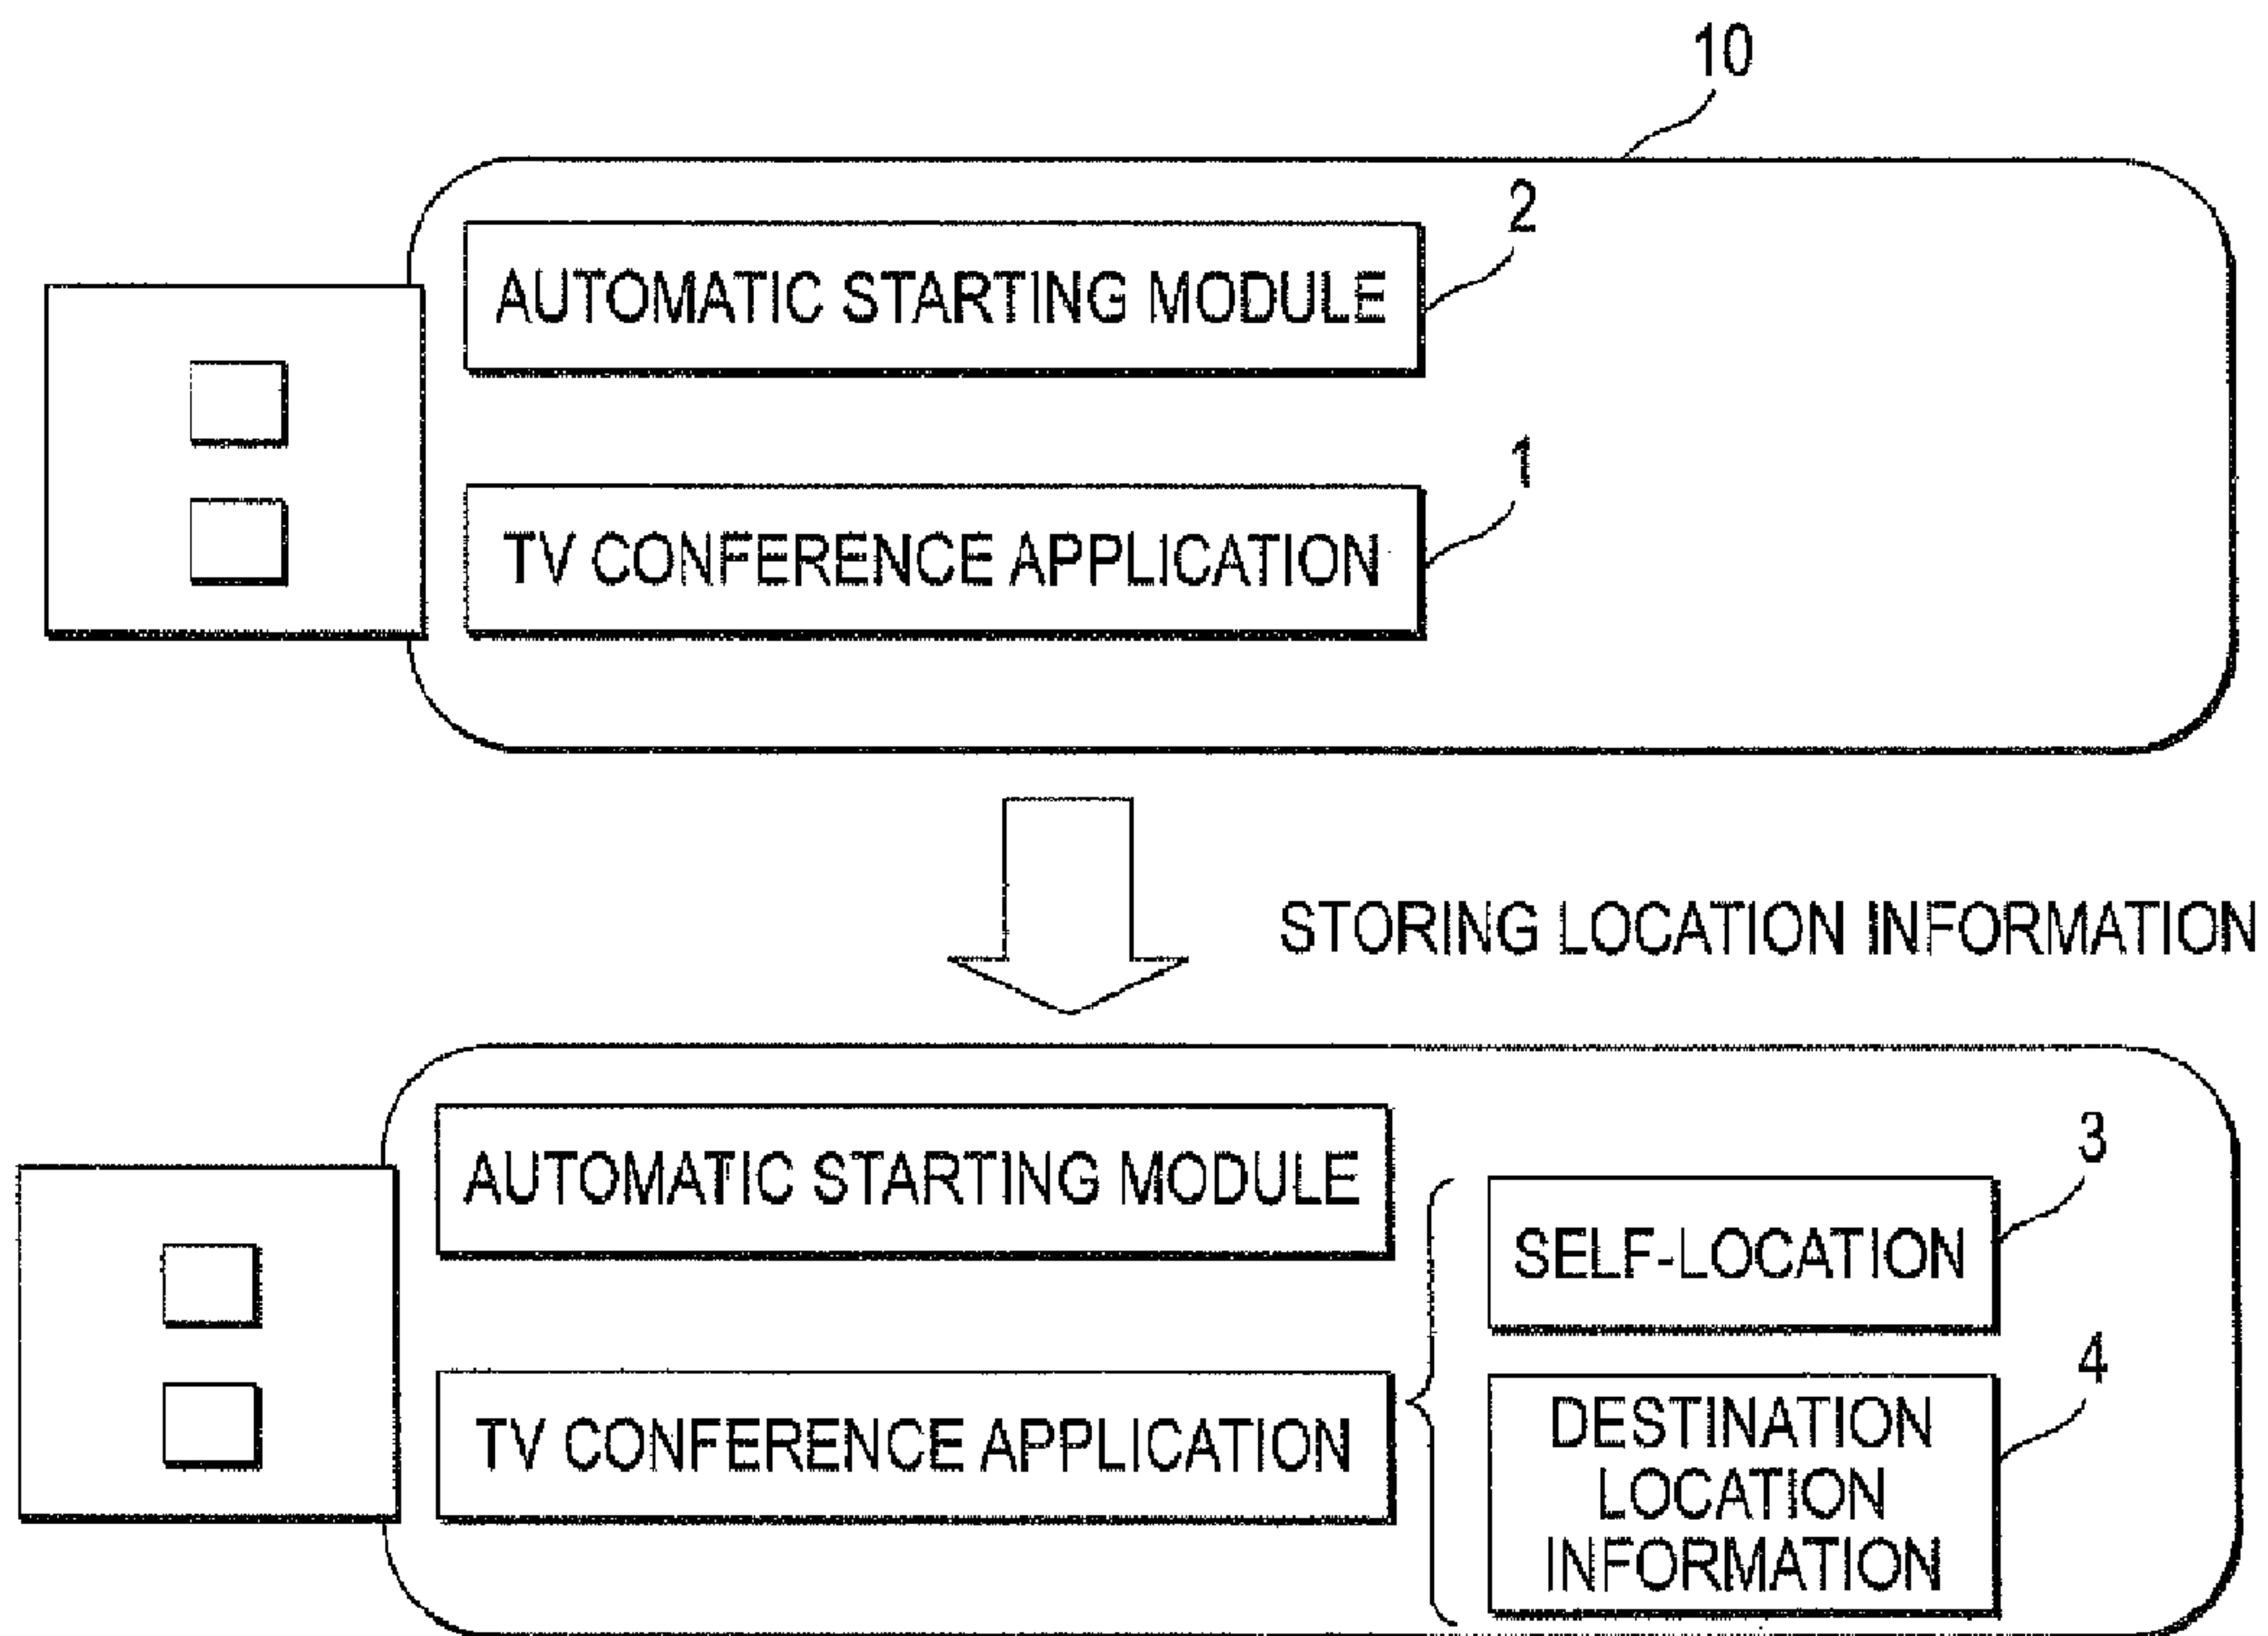 10
2
AUTOMATIC STARTING MODULE
1
TV CONFERENCE APPLICATION
STORING LOCATION INFORMATION
AUTOMATIC STARTING MODULE
3
SELF-LOCATION
TV CONFERENCE APPLICATION
4
DESTINATION
LOCATION
INFORMATION